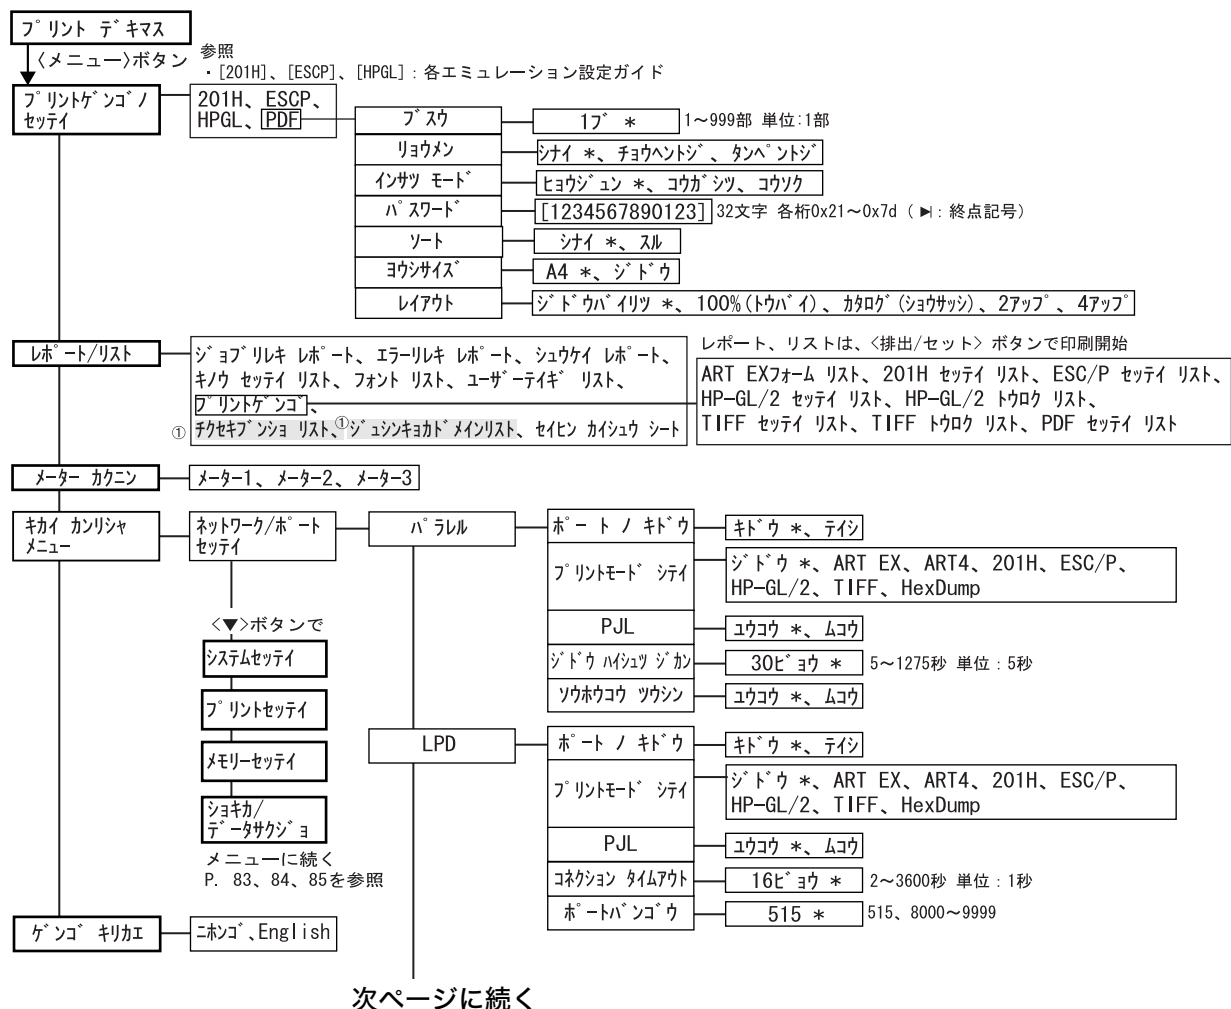 プリント デキマス
〈メニュー〉ボタン
参照
・[201H]、[ESCP]、[HPGL]：各エミュレーション設定ガイド
プリントゲンゴノ
セッテイ
201H、ESCP、
HPGL、PDF
ブスウ
1ブ *
1～999部 単位:1部
リョウメン
シナイ *、チョウヘントジ、タンペントジ
インサツ モード
ヒョウジュン *、コウガシツ、コウソク
パスワード
[1234567890123]
32文字 各桁0x21～0x7d（ ▶|：終点記号）
ソート
シナイ *、スル
ヨウシサイズ
A4 *、ジドウ
レイアウト
ジドウバイリツ *、100%(トウバイ)、カタログ(ショウサッシ)、2アップ、4アップ
レポート/リスト
ジョブリレキ レポート、エラーリレキ レポート、シュウケイ レポート、
キノウ セッテイ リスト、フォント リスト、ユーザーテイギ リスト、
プリントゲンゴ、
① チクセキブンショ リスト、①ジュシンキョカドメインリスト、セイヒン カイシュウ シート
レポート、リストは、〈排出/セット〉ボタンで印刷開始
ART EXフォーム リスト、201H セッテイ リスト、ESC/P セッテイ リスト、
HP-GL/2 セッテイ リスト、HP-GL/2 トウロク リスト、
TIFF セッテイ リスト、TIFF トウロク リスト、PDF セッテイ リスト
メーター カクニン
メーター1、メーター2、メーター3
キカイ カンリシャ
メニュー
ネットワーク/ポート
セッテイ
パラレル
ポート ノ キドウ
キドウ *、テイシ
プリントモード シテイ
ジドウ *、ART EX、ART4、201H、ESC/P、
HP-GL/2、TIFF、HexDump
PJL
ユウコウ *、ムコウ
ジドウ ハイシュツ ジカン
30ビョウ *
5～1275秒 単位：5秒
ソウホウコウ ツウシン
ユウコウ *、ムコウ
〈▼〉ボタンで
システムセッテイ
プリントセッテイ
メモリーセッテイ
ショキカ/
データサクジョ
メニューに続く
P. 83、84、85を参照
LPD
ポート ノ キドウ
キドウ *、テイシ
プリントモード シテイ
ジドウ *、ART EX、ART4、201H、ESC/P、
HP-GL/2、TIFF、HexDump
PJL
ユウコウ *、ムコウ
コネクション タイムアウト
16ビョウ *
2～3600秒 単位：1秒
ポートバンゴウ
515 *
515、8000～9999
ゲンゴ キリカエ
ニホンゴ、English
次ページに続く